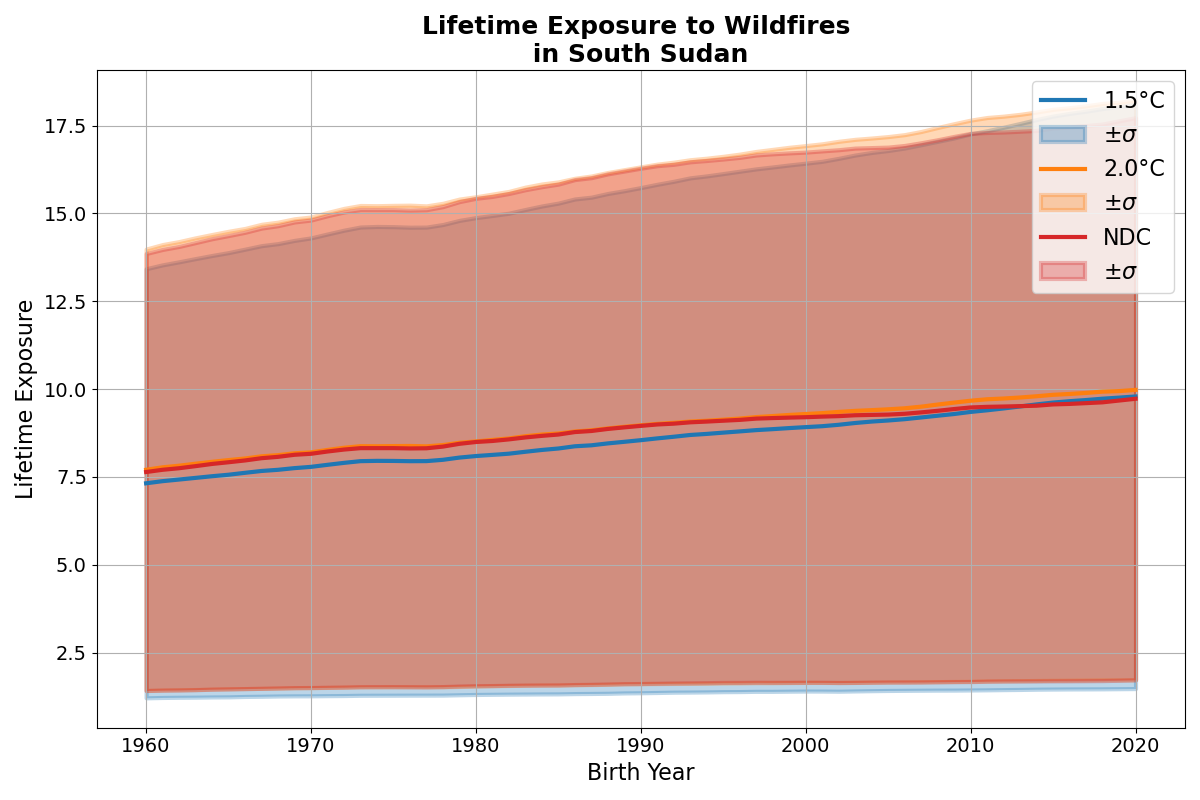 Lifetime Exposure to Wildfires
in South Sudan
1.5°C
±σ
2.0°C
±σ
NDC
±σ
Lifetime Exposure
17.5
15.0
12.5
10.0
7.5
5.0
2.5
1960 1970 1980 1990 2000 2010 2020
Birth Year